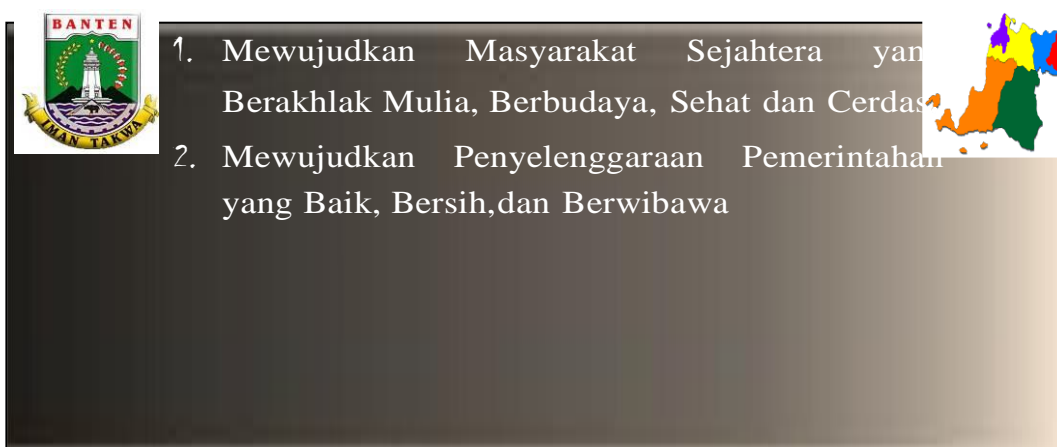 BANTEN
IMAN TAKWA
1. Mewujudkan Masyarakat Sejahtera yan
Berakhlak Mulia, Berbudaya, Sehat dan Cerdas
2. Mewujudkan Penyelenggaraan Pemerintahan
yang Baik, Bersih,dan Berwibawa